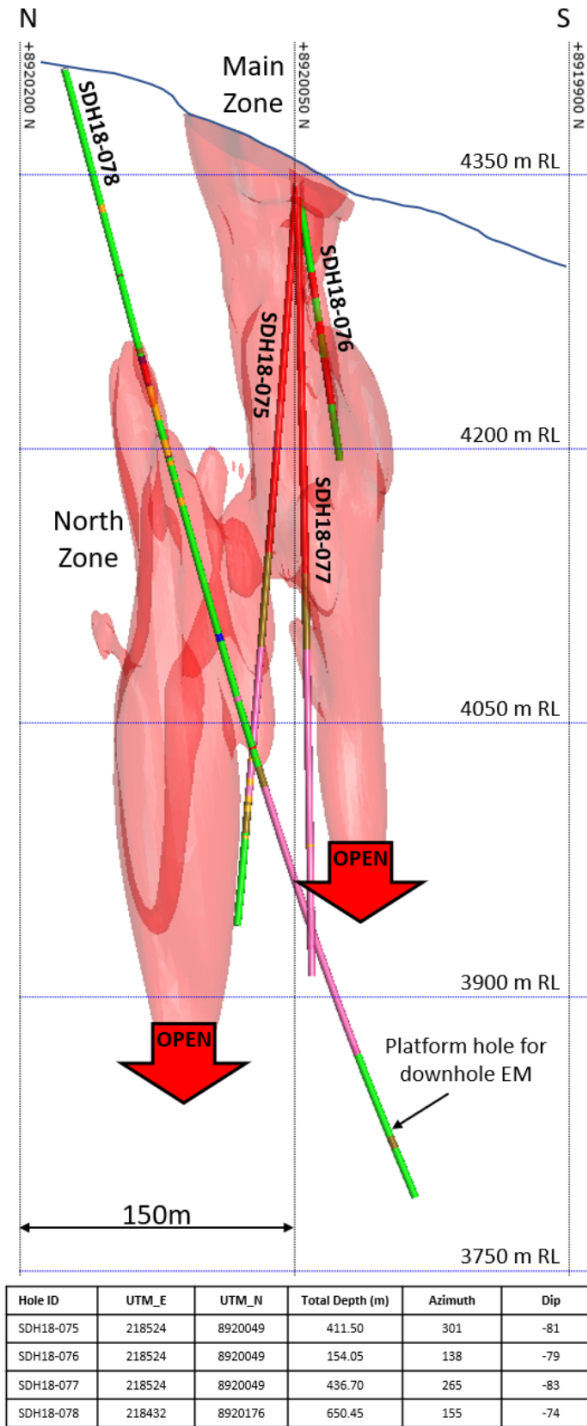 N
S
+8920200 N
+8920050 N
+8919900 N
Main
Zone
4350 m RL
SDH18-078
SDH18-076
SDH18-075
4200 m RL
SDH18-077
North
Zone
4050 m RL
OPEN
3900 m RL
OPEN
Platform hole for
downhole EM
150m
3750 m RL
Hole ID UTM_E UTM_N Total Depth (m) Azimuth Dip
SDH18-075 218524 8920049 411.50 301 -81
SDH18-076 218524 8920049 154.05 138 -79
SDH18-077 218524 8920049 436.70 265 -83
SDH18-078 218432 8920176 650.45 155 -74